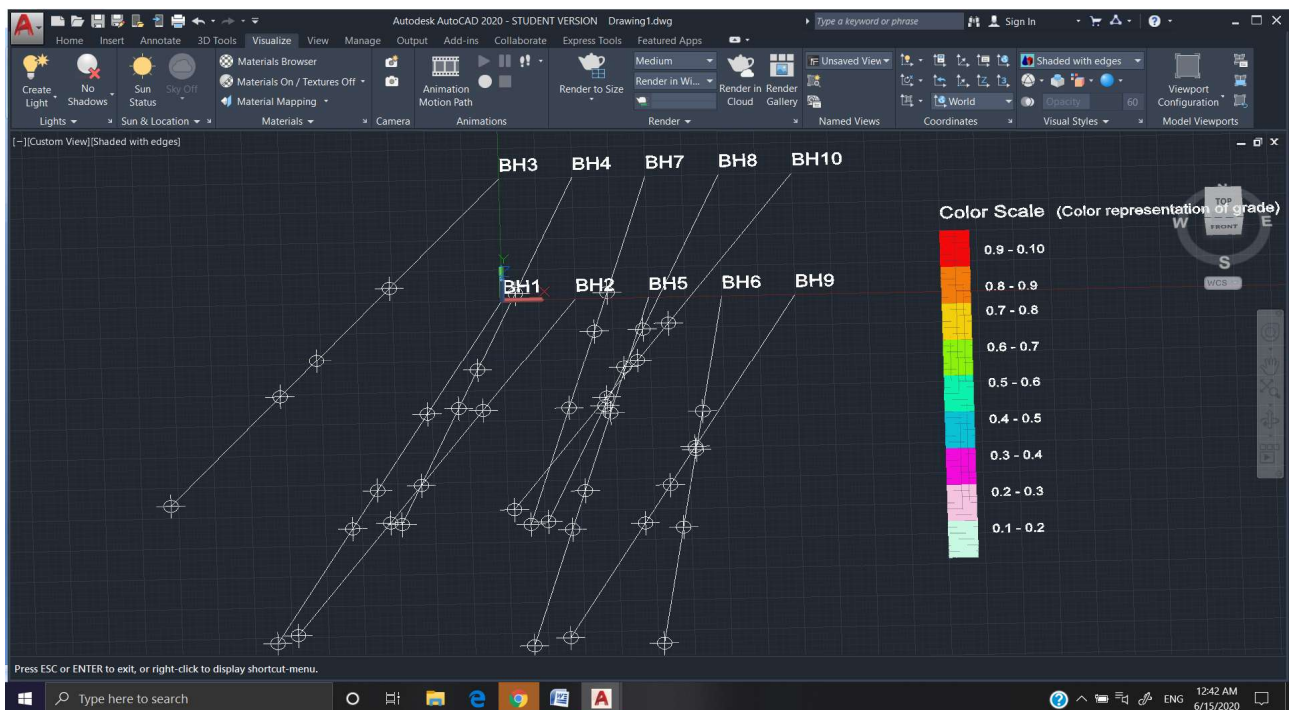 Autodesk AutoCAD 2020 - STUDENT VERSION Drawing1.dwg
Type a keyword or phrase
Sign In
Home Insert Annotate 3D Tools Visualize View Manage Output Add-ins Collaborate Express Tools Featured Apps
Create Light
No Shadows
Sun Status
Sky Off
Materials Browser
Materials On / Textures Off
Material Mapping
Animation Motion Path
Render to Size
Medium
Render in Wi...
Render in Cloud
Render Gallery
Unsaved View
World
Shaded with edges
Opacity 60
Viewport Configuration
Lights
Sun & Location
Materials
Camera
Animations
Render
Named Views
Coordinates
Visual Styles
Model Viewports
[-][Custom View][Shaded with edges]
BH3 BH4 BH7 BH8 BH10
BH1 BH2 BH5 BH6 BH9
Y
X
Color Scale (Color representation of grade)
0.9 - 0.10
0.8 - 0.9
0.7 - 0.8
0.6 - 0.7
0.5 - 0.6
0.4 - 0.5
0.3 - 0.4
0.2 - 0.3
0.1 - 0.2
N
TOP
FRONT
W
E
S
WCS
Press ESC or ENTER to exit, or right-click to display shortcut-menu.
Type here to search
ENG
12:42 AM
6/15/2020